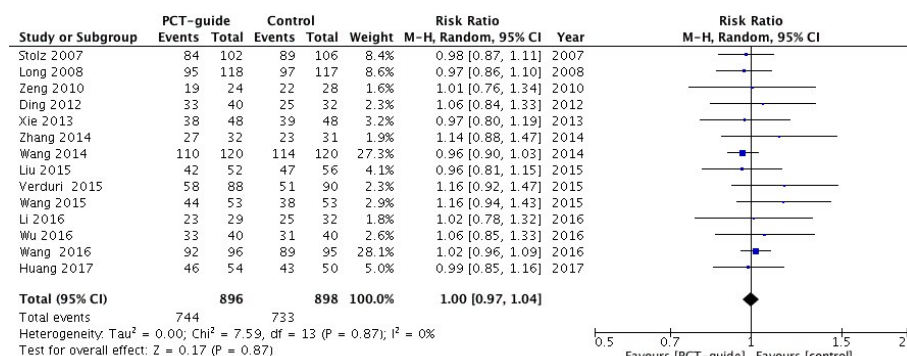 PCT-guide Control Risk Ratio Risk Ratio
Study or Subgroup Events Total Events Total Weight M-H, Random, 95% CI Year M-H, Random, 95% CI
Stolz 2007 84 102 89 106 8.4% 0.98 [0.87, 1.11] 2007
Long 2008 95 118 97 117 8.6% 0.97 [0.86, 1.10] 2008
Zeng 2010 19 24 22 28 1.6% 1.01 [0.76, 1.34] 2010
Ding 2012 33 40 25 32 2.3% 1.06 [0.84, 1.33] 2012
Xie 2013 38 48 39 48 3.2% 0.97 [0.80, 1.19] 2013
Zhang 2014 27 32 23 31 1.9% 1.14 [0.88, 1.47] 2014
Wang 2014 110 120 114 120 27.3% 0.96 [0.90, 1.03] 2014
Liu 2015 42 52 47 56 4.1% 0.96 [0.81, 1.15] 2015
Verduri 2015 58 88 51 90 2.3% 1.16 [0.92, 1.47] 2015
Wang 2015 44 53 38 53 2.9% 1.16 [0.94, 1.43] 2015
Li 2016 23 29 25 32 1.8% 1.02 [0.78, 1.32] 2016
Wu 2016 33 40 31 40 2.6% 1.06 [0.85, 1.33] 2016
Wang 2016 92 96 89 95 28.1% 1.02 [0.96, 1.09] 2016
Huang 2017 46 54 43 50 5.0% 0.99 [0.85, 1.16] 2017
Total (95% CI) 896 898 100.0% 1.00 [0.97, 1.04]
Total events 744 733
Heterogeneity: Tau² = 0.00; Chi² = 7.59, df = 13 (P = 0.87); I² = 0%
Test for overall effect: Z = 0.17 (P = 0.87)
0.5 0.7 1 1.5 2
Favours [PCT-guide] Favours [control]